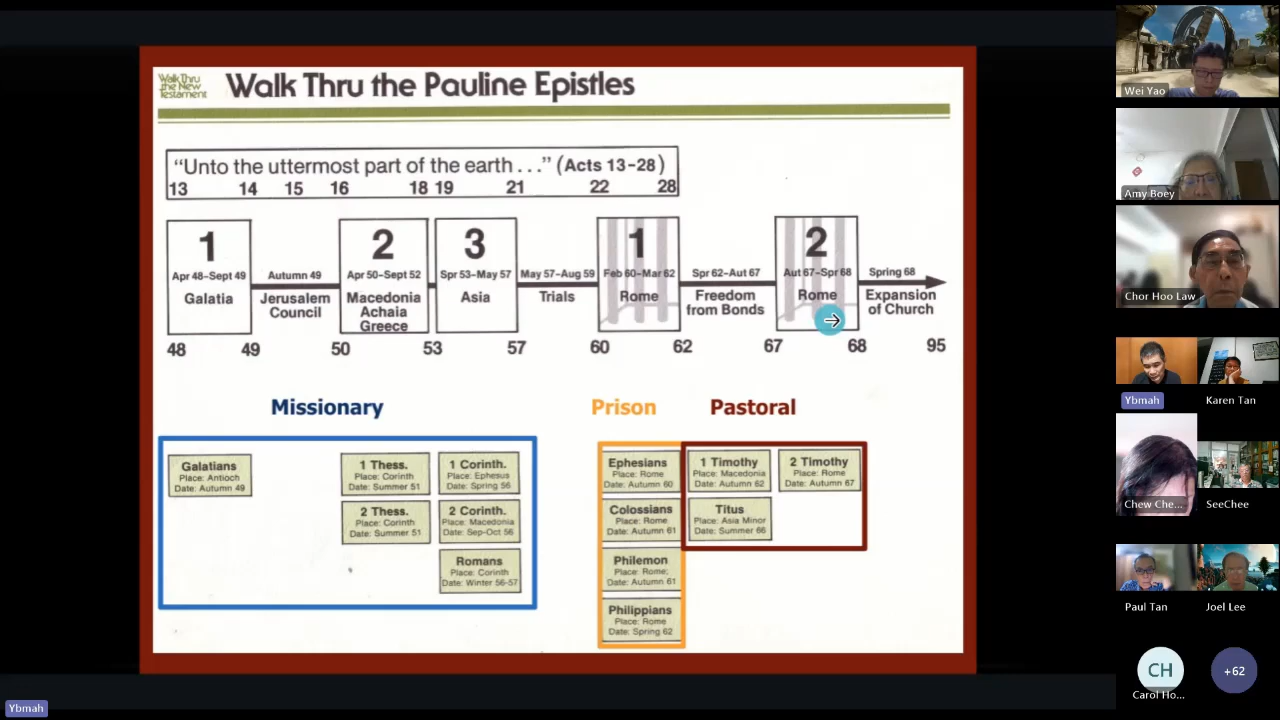 Walk Thru
the New
Testament
Walk Thru the Pauline Epistles
"Unto the uttermost part of the earth . . ." (Acts 13-28)
13 14 15 16 18 19 21 22 28
1
Apr 48-Sept 49
Galatia
Autumn 49
Jerusalem
Council
2
Apr 50-Sept 52
Macedonia
Achaia
Greece
3
Spr 53-May 57
Asia
May 57-Aug 59
Trials
1
Feb 60-Mar 62
Rome
Spr 62-Aut 67
Freedom
from Bonds
2
Aut 67-Spr 68
Rome
Spring 68
Expansion
of Church
48 49 50 53 57 60 62 67 68 95
Missionary
Prison
Pastoral
Galatians
Place: Antioch
Date: Autumn 49
1 Thess.
Place: Corinth
Date: Summer 51
2 Thess.
Place: Corinth
Date: Summer 51
1 Corinth.
Place: Ephesus
Date: Spring 56
2 Corinth.
Place: Macedonia
Date: Sep-Oct 56
Romans
Place: Corinth
Date: Winter 56-57
Ephesians
Place: Rome
Date: Autumn 60
Colossians
Place: Rome
Date: Autumn 61
Philemon
Place: Rome;
Date: Autumn 61
Philippians
Place: Rome
Date: Spring 62
1 Timothy
Place: Macedonia
Date: Autumn 62
Titus
Place: Asia Minor
Date: Summer 66
2 Timothy
Place: Rome
Date: Autumn 67
Wei Yao
Amy Boey
Chor Hoo Law
Ybmah
Karen Tan
Chew Che...
SeeChee
Paul Tan
Joel Lee
CH
Carol Ho...
+62
Ybmah